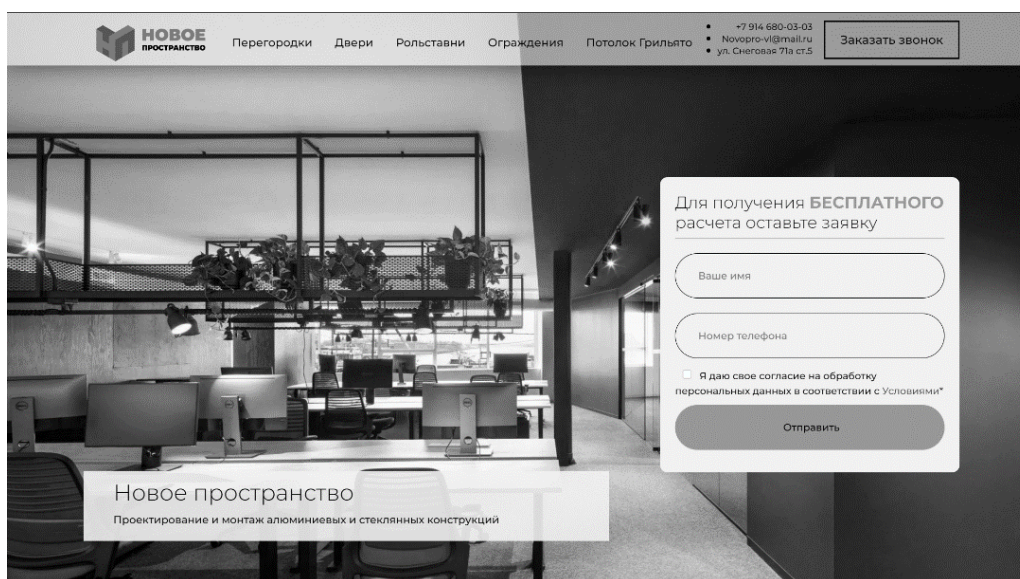 НОВОЕ
ПРОСТРАНСТВО
Перегородки Двери Рольставни Ограждения Потолок Грильято
+7 914 680-03-03
Novopro-vl@mail.ru
ул. Снеговая 71а ст.5
Заказать звонок
Для получения БЕСПЛАТНОГО
расчета оставьте заявку
Ваше имя
Номер телефона
Я даю свое согласие на обработку
персональных данных в соответствии с Условиями*
Отправить
Новое пространство
Проектирование и монтаж алюминиевых и стеклянных конструкций